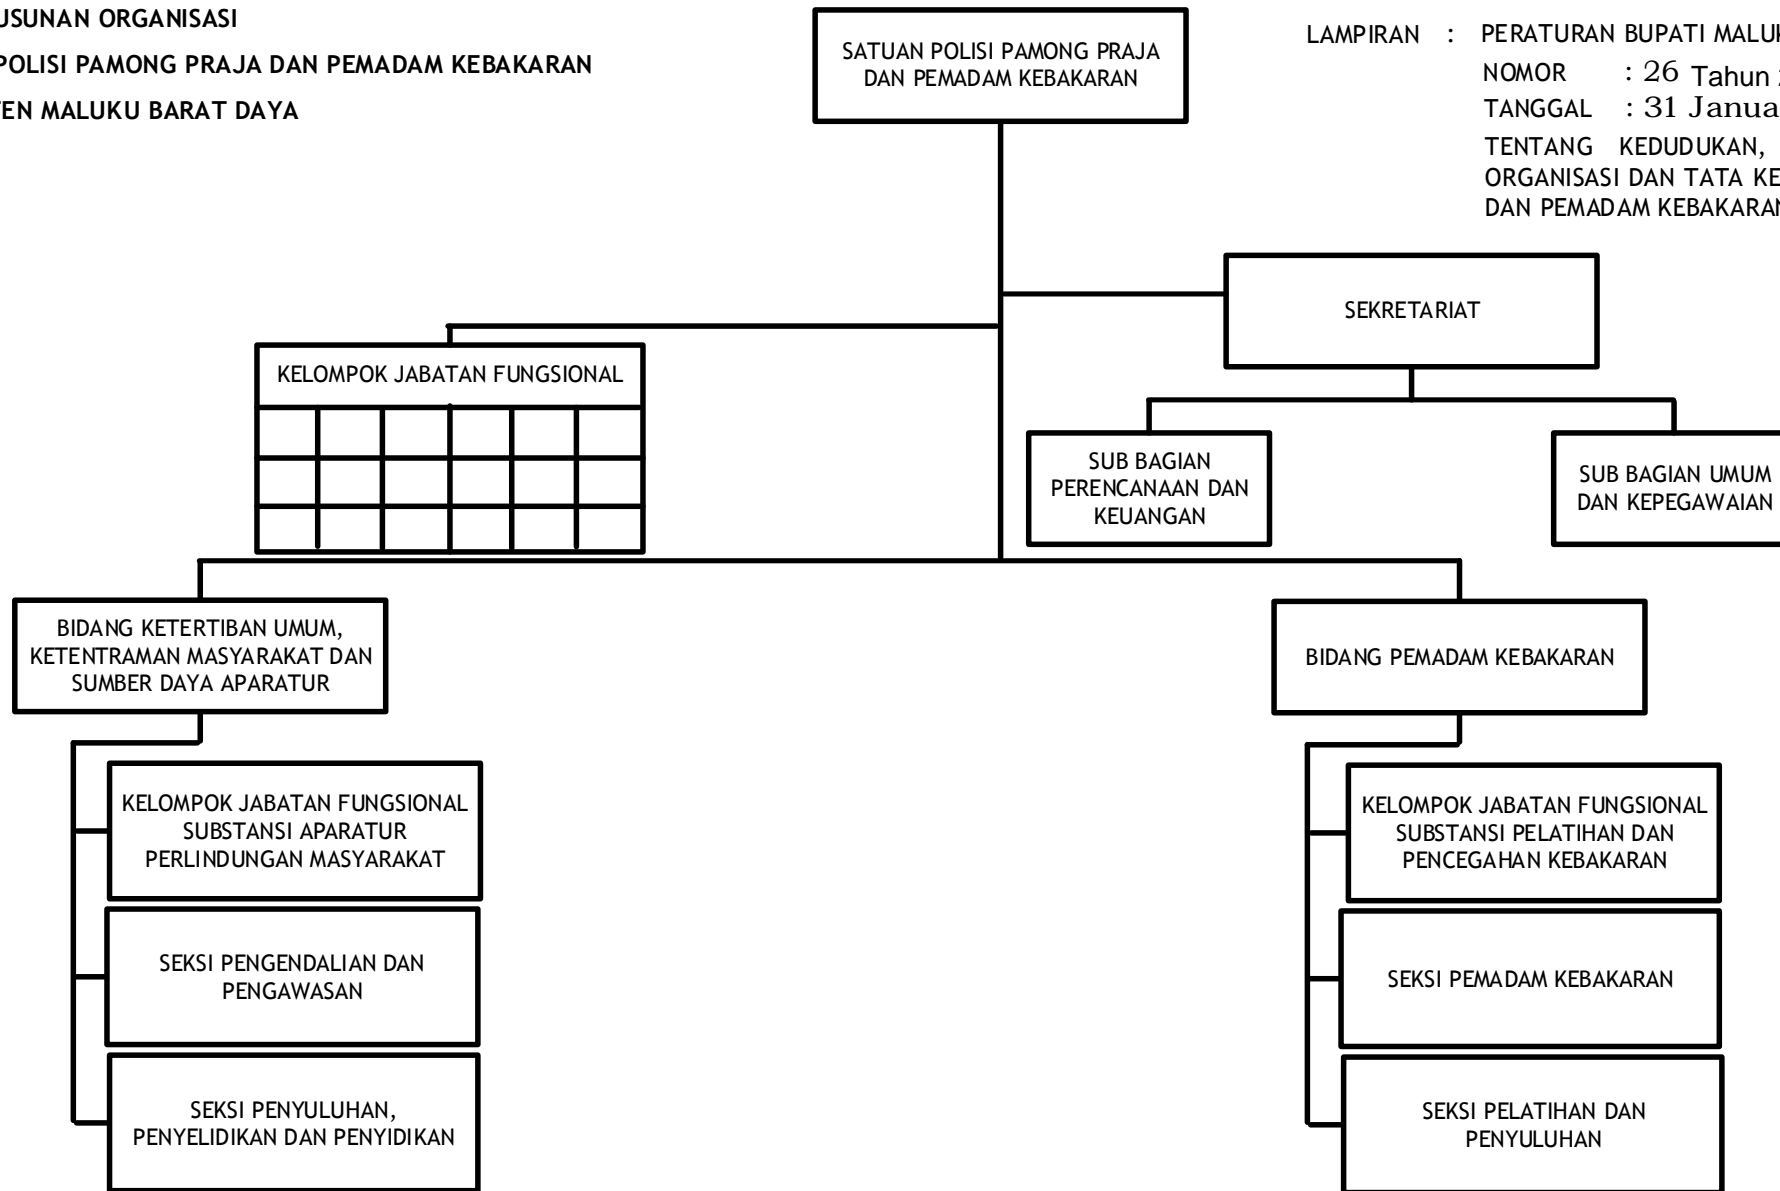 USUNAN ORGANISASI
POLISI PAMONG PRAJA DAN PEMADAM KEBAKARAN
TEN MALUKU BARAT DAYA
SATUAN POLISI PAMONG PRAJA
DAN PEMADAM KEBAKARAN
LAMPIRAN : PERATURAN BUPATI MALUK
NOMOR : 26 Tahun 2
TANGGAL : 31 Janua
TENTANG KEDUDUKAN,
ORGANISASI DAN TATA KE
DAN PEMADAM KEBAKARAN
SEKRETARIAT
KELOMPOK JABATAN FUNGSIONAL
SUB BAGIAN
PERENCANAAN DAN
KEUANGAN
SUB BAGIAN UMUM
DAN KEPEGAWAIAN
BIDANG KETERTIBAN UMUM,
KETENTRAMAN MASYARAKAT DAN
SUMBER DAYA APARATUR
BIDANG PEMADAM KEBAKARAN
KELOMPOK JABATAN FUNGSIONAL
SUBSTANSI APARATUR
PERLINDUNGAN MASYARAKAT
SEKSI PENGENDALIAN DAN
PENGAWASAN
SEKSI PENYULUHAN,
PENYELIDIKAN DAN PENYIDIKAN
KELOMPOK JABATAN FUNGSIONAL
SUBSTANSI PELATIHAN DAN
PENCEGAHAN KEBAKARAN
SEKSI PEMADAM KEBAKARAN
SEKSI PELATIHAN DAN
PENYULUHAN